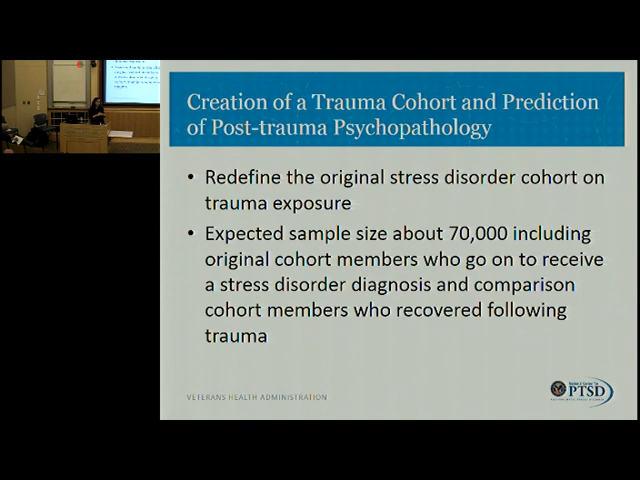 Creation of a Trauma Cohort and Prediction
of Post-trauma Psychopathology
• Redefine the original stress disorder cohort on
trauma exposure
• Expected sample size about 70,000 including
original cohort members who go on to receive
a stress disorder diagnosis and comparison
cohort members who recovered following
trauma
VETERANS HEALTH ADMINISTRATION
PTSD